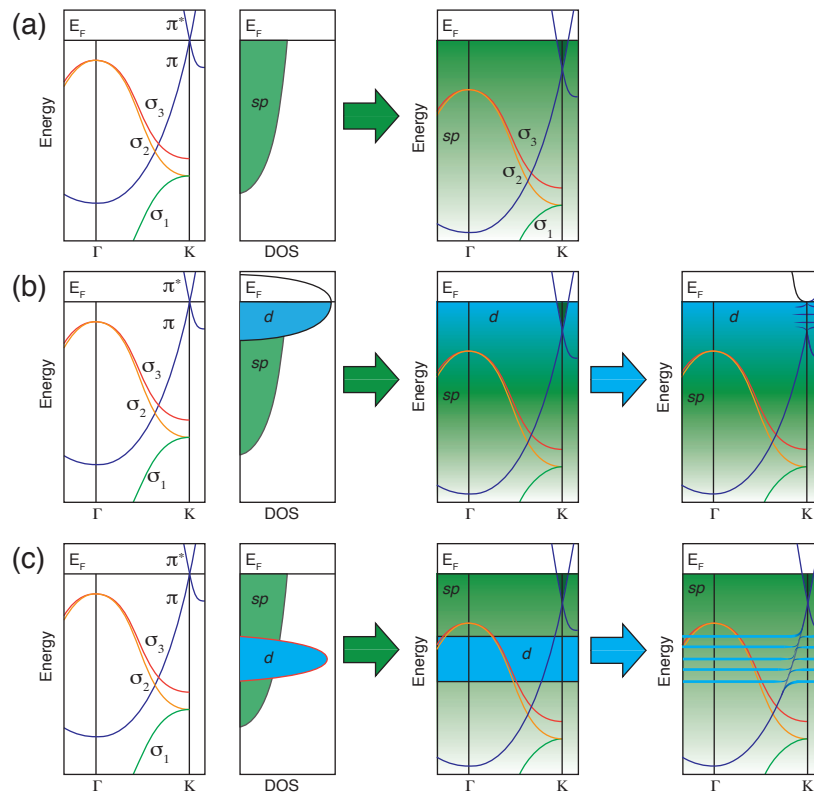 (a)
E_F π* π σ_3 σ_2 σ_1
Energy
Γ K
E_F
sp
DOS
E_F
sp σ_3 σ_2 σ_1
Energy
Γ K
(b)
E_F π* π σ_3 σ_2 σ_1
Energy
Γ K
E_F
d
sp
DOS
E_F
d
sp
Energy
Γ K
E_F
d
sp
Energy
Γ K
(c)
E_F π* π σ_3 σ_2 σ_1
Energy
Γ K
E_F
sp
d
DOS
E_F
sp
d
Energy
Γ K
E_F
sp
Energy
Γ K